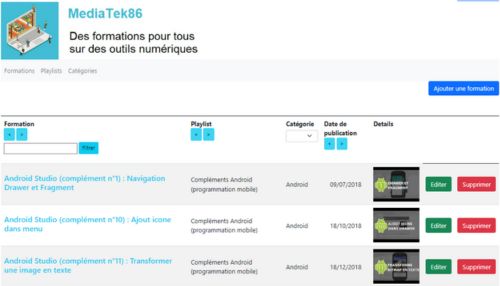 MediaTek86
Des formations pour tous
sur des outils numériques
Formations Playlists Catégories
Ajouter une formation
Formation Playlist Catégorie Date de publication Details
< > < > < >
filtrer
Android Studio (complément n°1) : Navigation
Drawer et Fragment
Compléments Android
(programmation mobile)
Android 09/07/2018
Editer Supprimer
Android Studio (complément n°10) : Ajout icone
dans menu
Compléments Android
(programmation mobile)
Android 18/10/2018
Editer Supprimer
Android Studio (complément n°11) : Transformer
une image en texte
Compléments Android
(programmation mobile)
Android 18/12/2018
Editer Supprimer